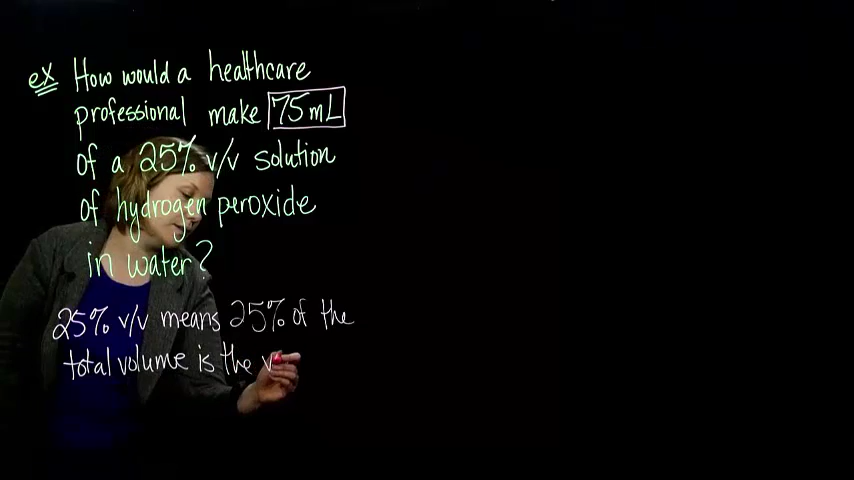 ex How would a healthcare
professional make 75 mL
of a 25% v/v solution
of hydrogen peroxide
in water?
25% v/v means 25% of the
total volume is the v